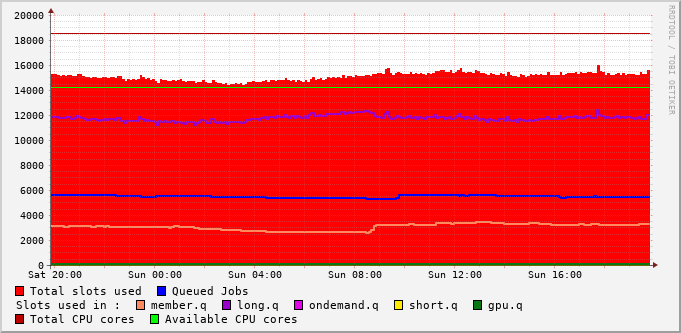 20000
18000
16000
14000
12000
10000
8000
6000
4000
2000
0
Sat 20:00 Sun 00:00 Sun 04:00 Sun 08:00 Sun 12:00 Sun 16:00
Total slots used Queued Jobs
Slots used in : member.q long.q ondemand.q short.q gpu.q
Total CPU cores Available CPU cores
RRDTOOL / TOBI OETIKER